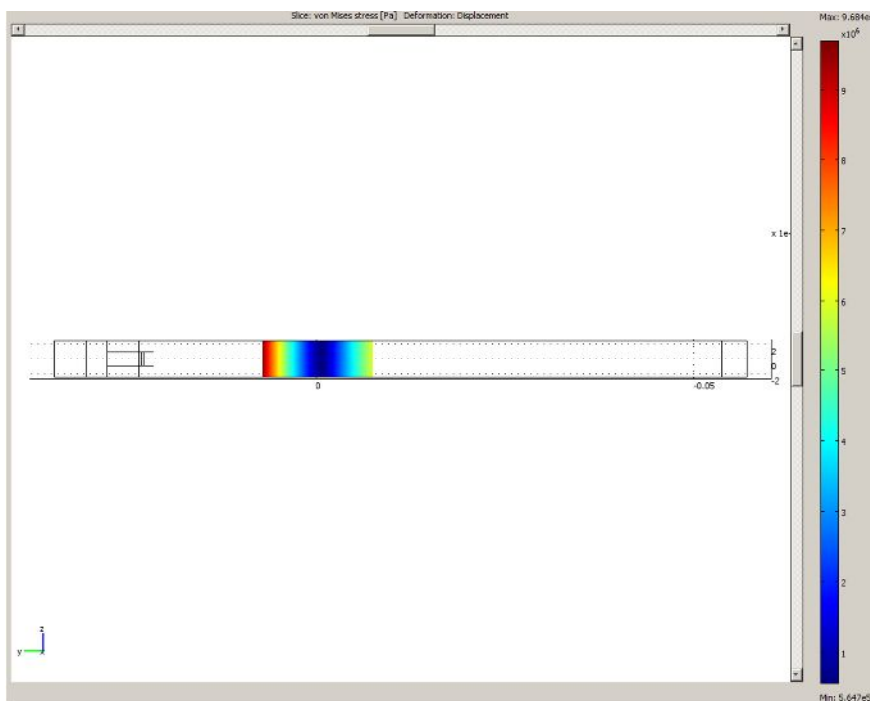 Slice: von Mises stress [Pa] Deformation: Displacement
Max: 9.684e
×10⁶
9
8
7
6
5
4
3
2
1
Min: 5.647e5
x 1e-
2
0
-2
0
-0.05
z
y
x